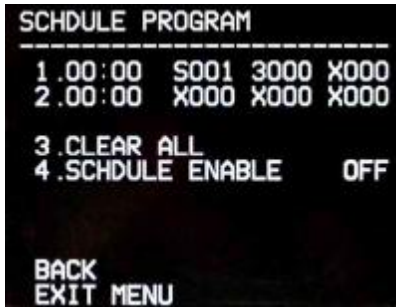 SCHDULE PROGRAM
--------------------------------
1.00:00 S001 3000 X000
2.00:00 X000 X000 X000
3.CLEAR ALL
4.SCHDULE ENABLE OFF
BACK
EXIT MENU